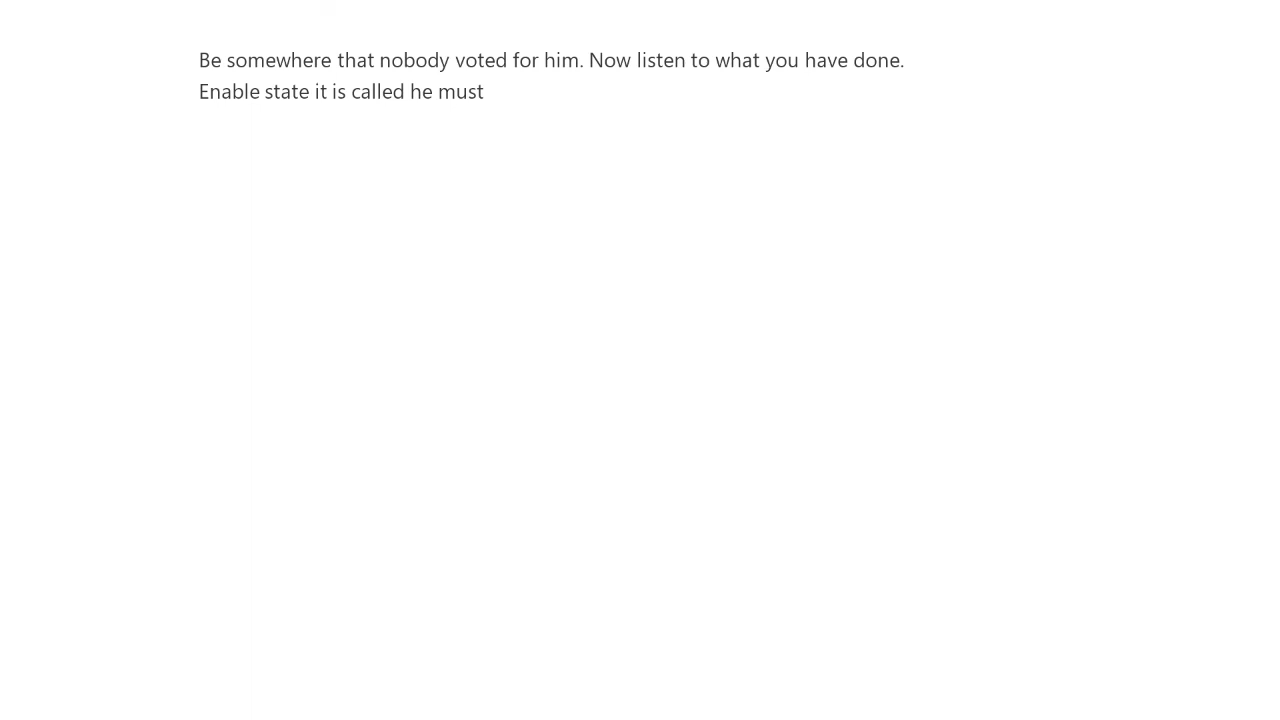 Be somewhere that nobody voted for him. Now listen to what you have done.
Enable state it is called he must